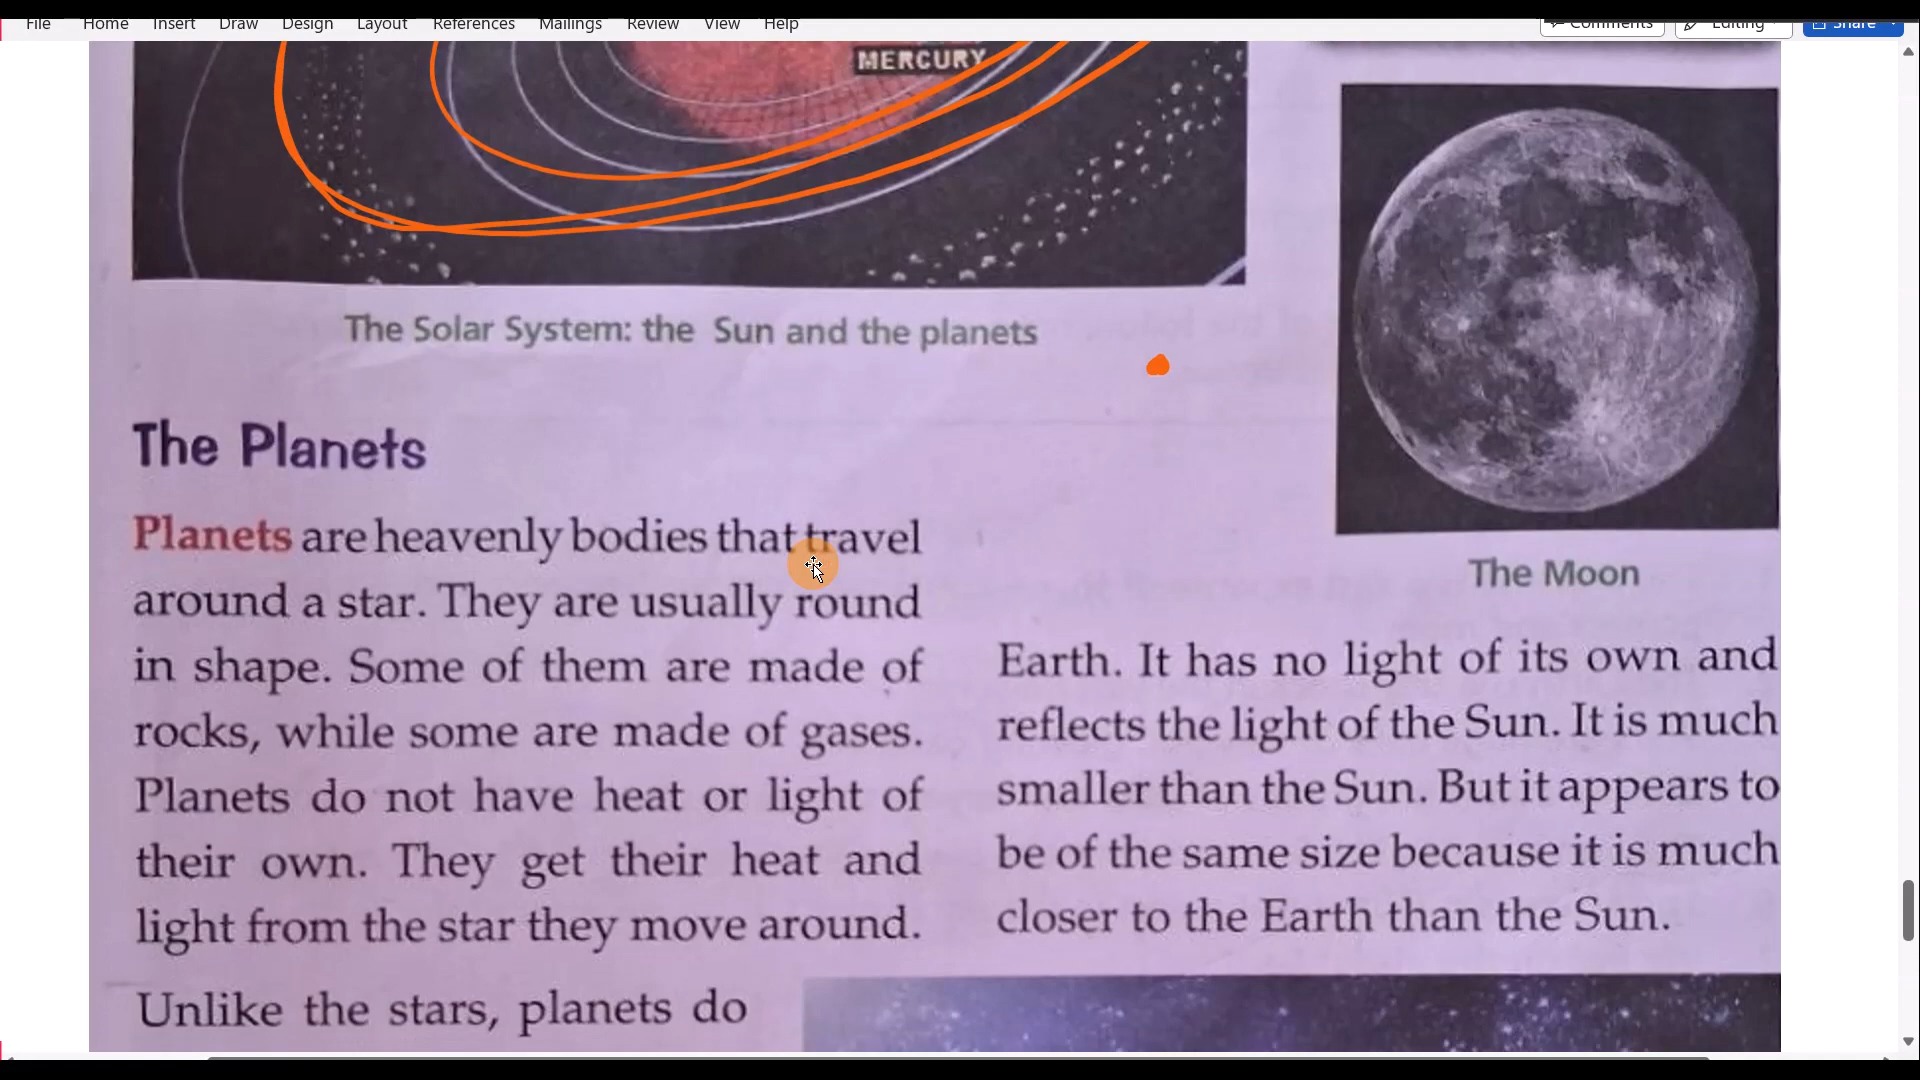 File Home Insert Draw Design Layout References Mailings Review View Help Comments Editing Share
MERCURY
The Solar System: the Sun and the planets
The Planets
Planets are heavenly bodies that travel
around a star. They are usually round
in shape. Some of them are made of
rocks, while some are made of gases.
Planets do not have heat or light of
their own. They get their heat and
light from the star they move around.
Unlike the stars, planets do
The Moon
Earth. It has no light of its own and
reflects the light of the Sun. It is much
smaller than the Sun. But it appears to
be of the same size because it is much
closer to the Earth than the Sun.